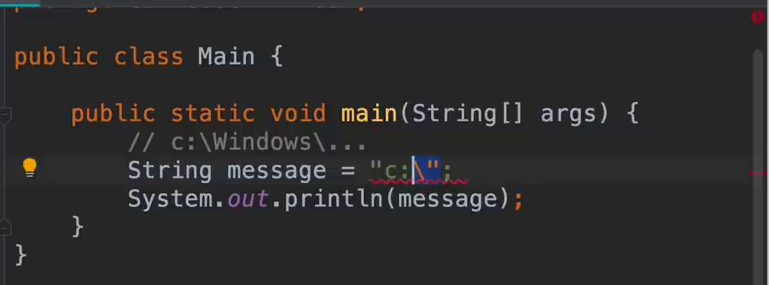 public class Main {
public static void main(String[] args) {
// c:\Windows\...
String message = "c:\";
System.out.println(message);
}
}